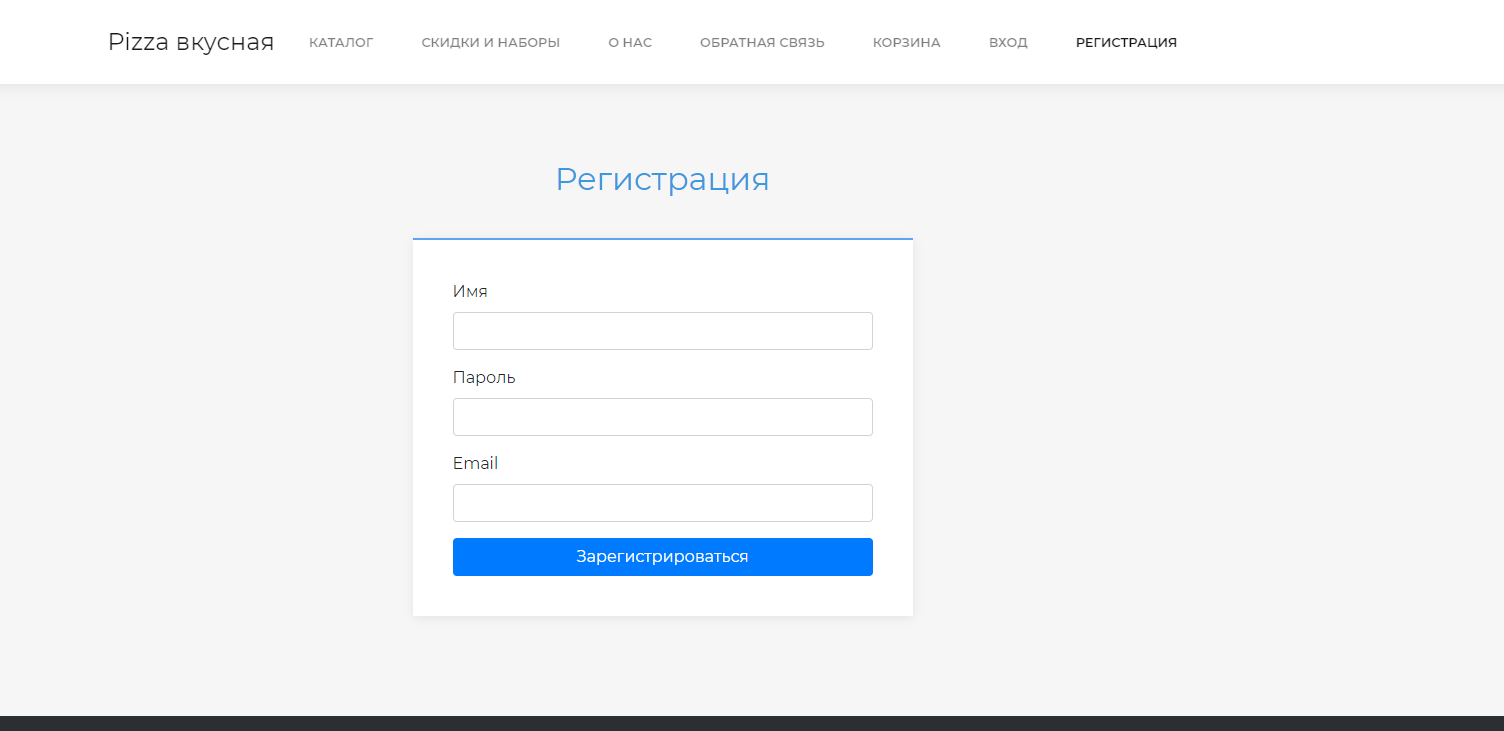 Pizza вкусная КАТАЛОГ СКИДКИ И НАБОРЫ О НАС ОБРАТНАЯ СВЯЗЬ КОРЗИНА ВХОД РЕГИСТРАЦИЯ
Регистрация
Имя
Пароль
Email
Зарегистрироваться